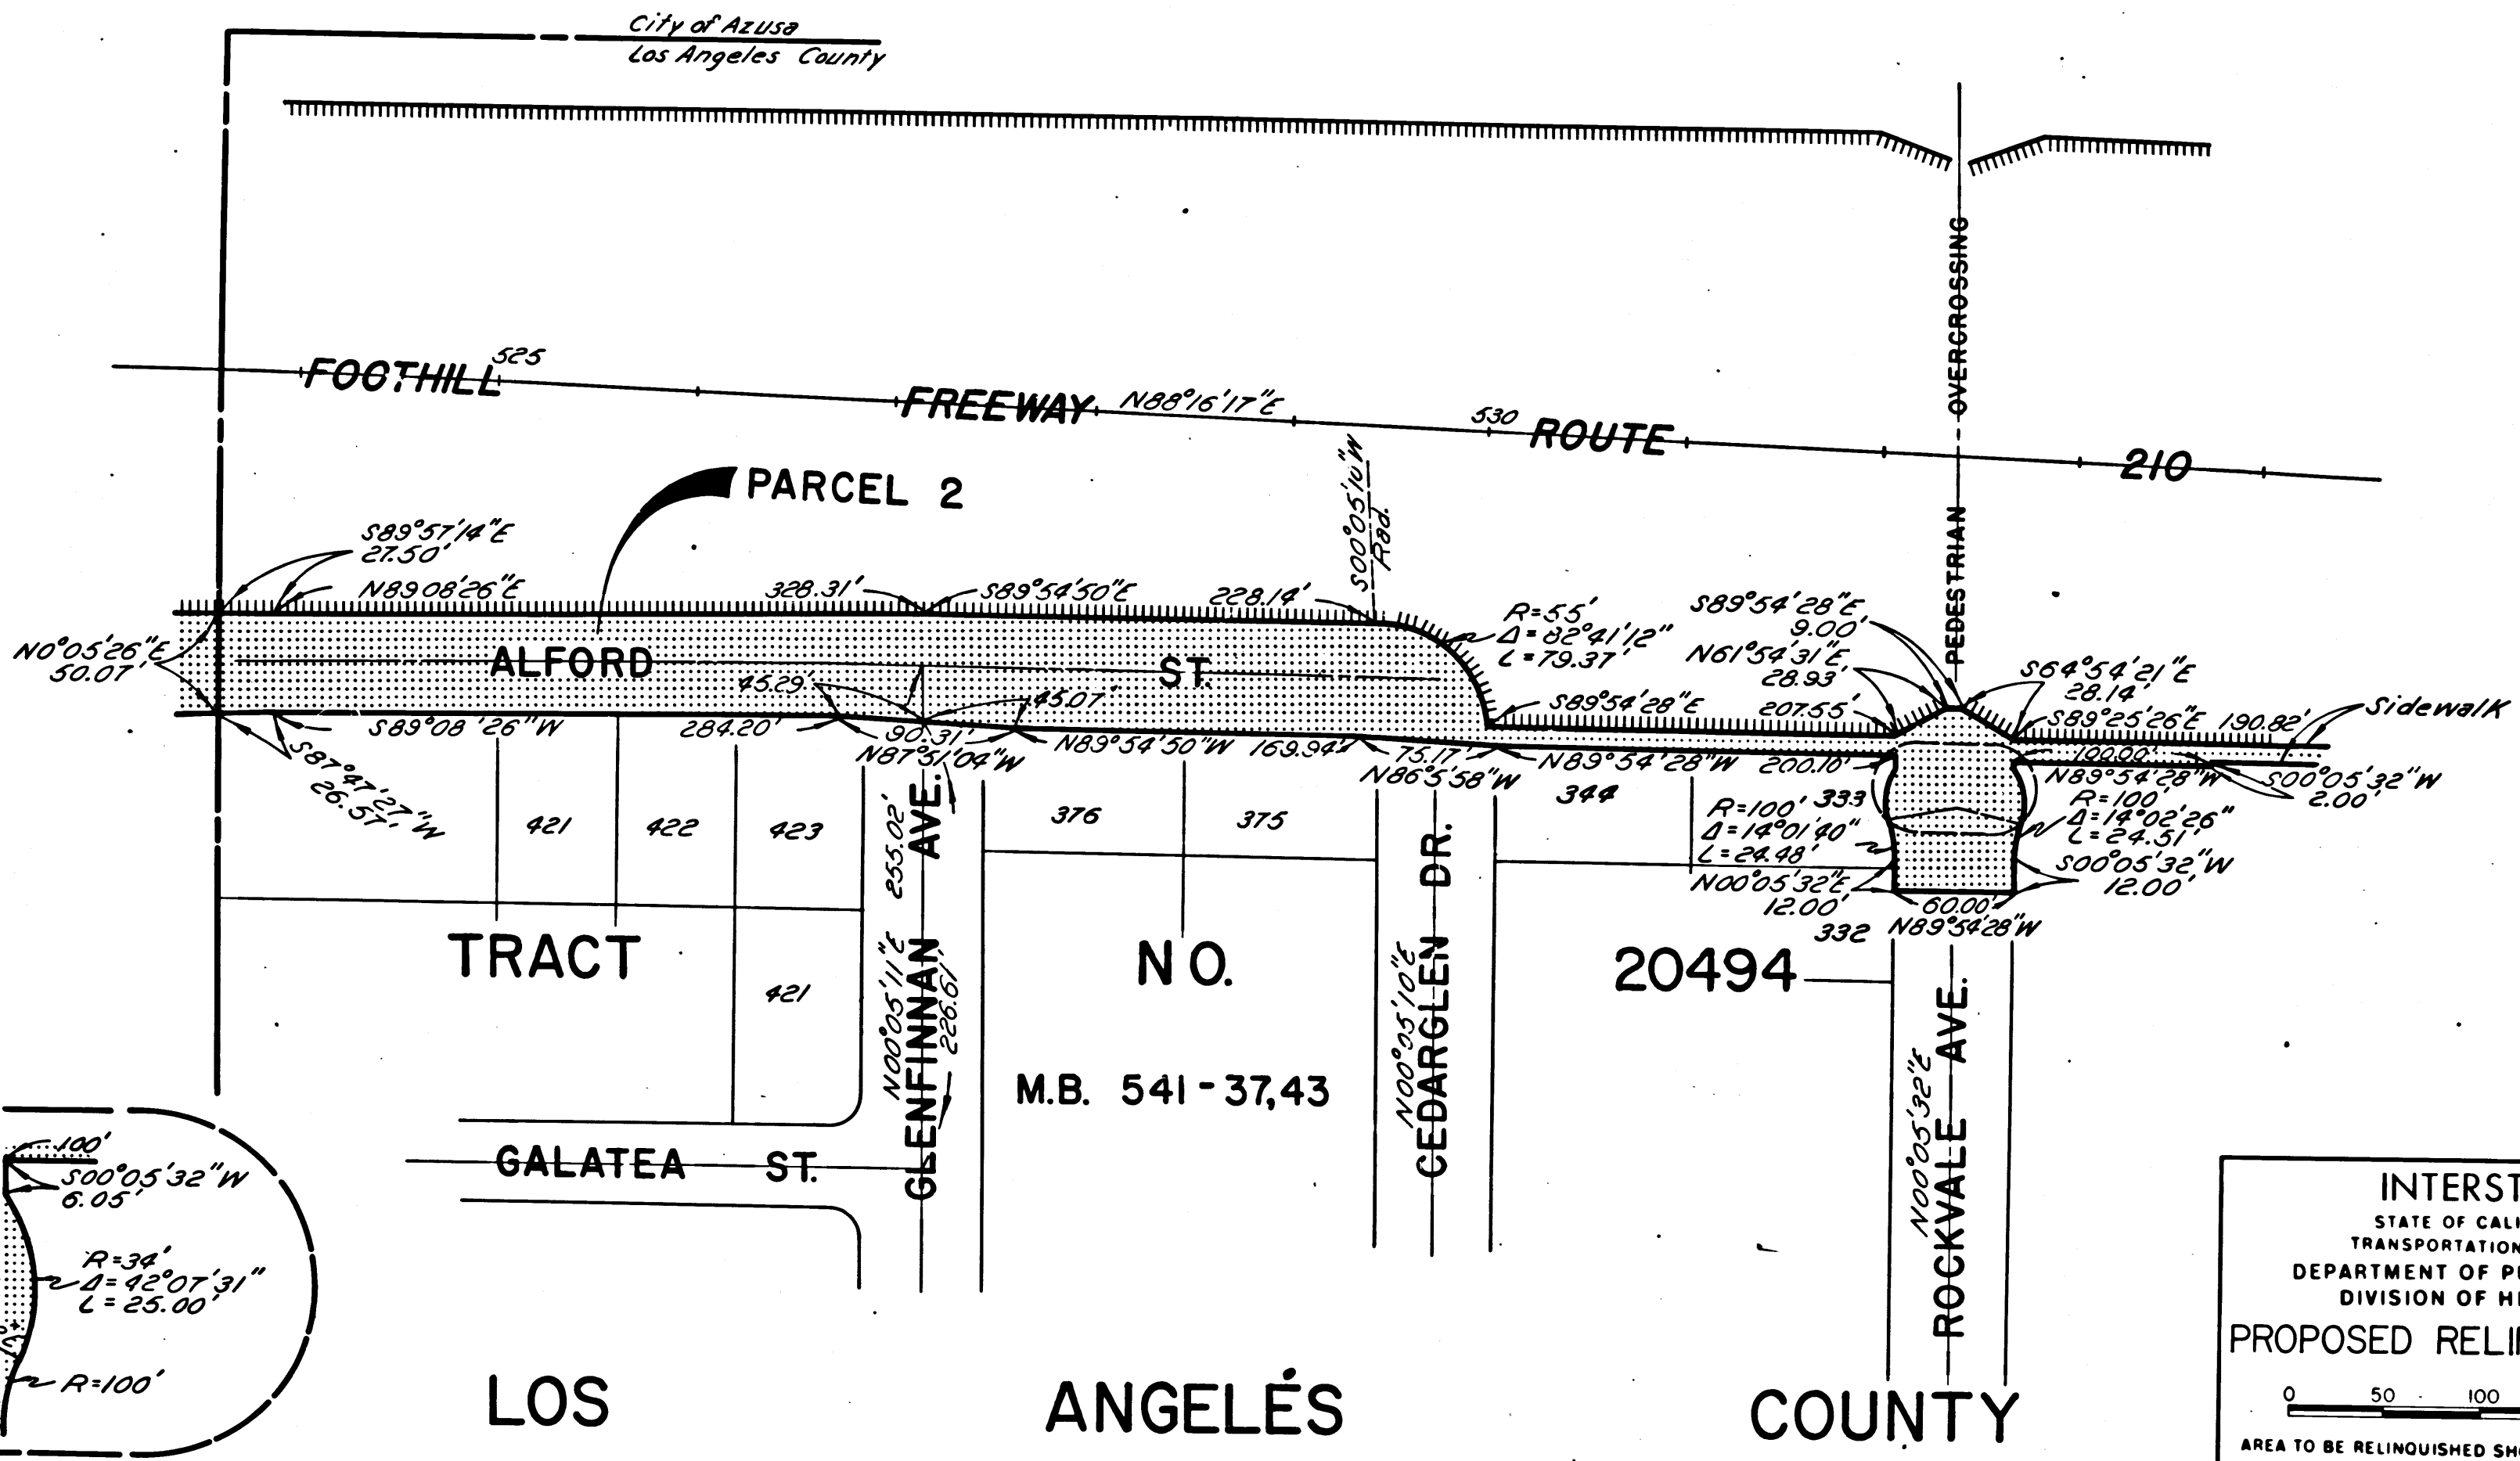 City of Azusa
Los Angeles County
PEDESTRIAN OVERCROSSING
FOOTHILL FREEWAY ROUTE 210
525
N88°16'17"E
530
PARCEL 2
S00°05'10"W
Rad.
S89°57'14"E
27.50'
N89 08'26"E
328.31'
S89°54'50"E
228.14'
R=55'
Δ=82°41'12"
L=79.37'
S89°54'28"E
9.00'
N61°54'31"E
28.93'
S64°54'21"E
28.14'
N0°05'26"E
50.07'
ALFORD ST.
45.29'
45.07'
S89°54'28"E
207.55'
S89°25'26"E 190.82'
Sidewalk
S89°08'26"W
284.20'
90.31'
N87°51'04"W
N89°54'50"W 169.94'
75.17'
N86°5'58"W
N89°54'28"W 200.10'
100.00'
N89°54'28"W
S00°05'32"W
2.00'
S87°47'27"W
26.57'
421
422
423
376
375
344
333
R=100'
Δ=14°01'40"
L=24.48'
R=100'
Δ=14°02'26"
L=24.51'
N00°05'32"E
12.00'
S00°05'32"W
12.00'
60.00'
N89°54'28"W
332
TRACT NO. 20494
421
N00°05'11"E 255.02'
GLENFINNAN AVE.
226.61'
N00°05'10"E
CEDARGLEN DR.
N00°05'32"E
ROCKVALE AVE.
M.B. 541-37,43
GALATEA ST.
100'
S00°05'32"W
6.05'
R=34'
Δ=42°07'31"
L=25.00'
R=100'
LOS ANGELES COUNTY
INTERST
STATE OF CALI
TRANSPORTATION
DEPARTMENT OF P
DIVISION OF H
PROPOSED RELI
0 50 100
AREA TO BE RELINQUISHED SH